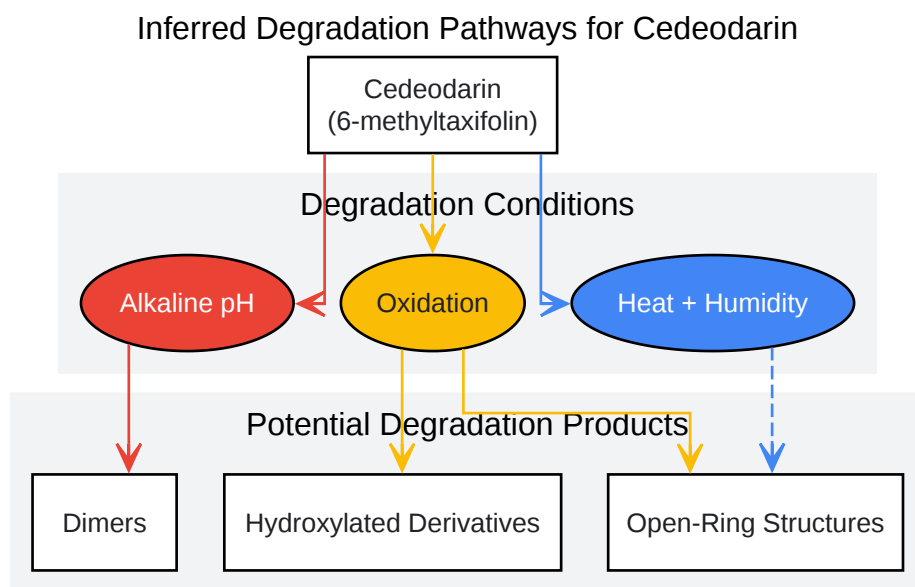 Inferred Degradation Pathways for Cedeodarin
Cedeodarin
(6-methyltaxifolin)
Degradation Conditions
Alkaline pH
Oxidation
Heat + Humidity
Potential Degradation Products
Dimers
Hydroxylated Derivatives
Open-Ring Structures